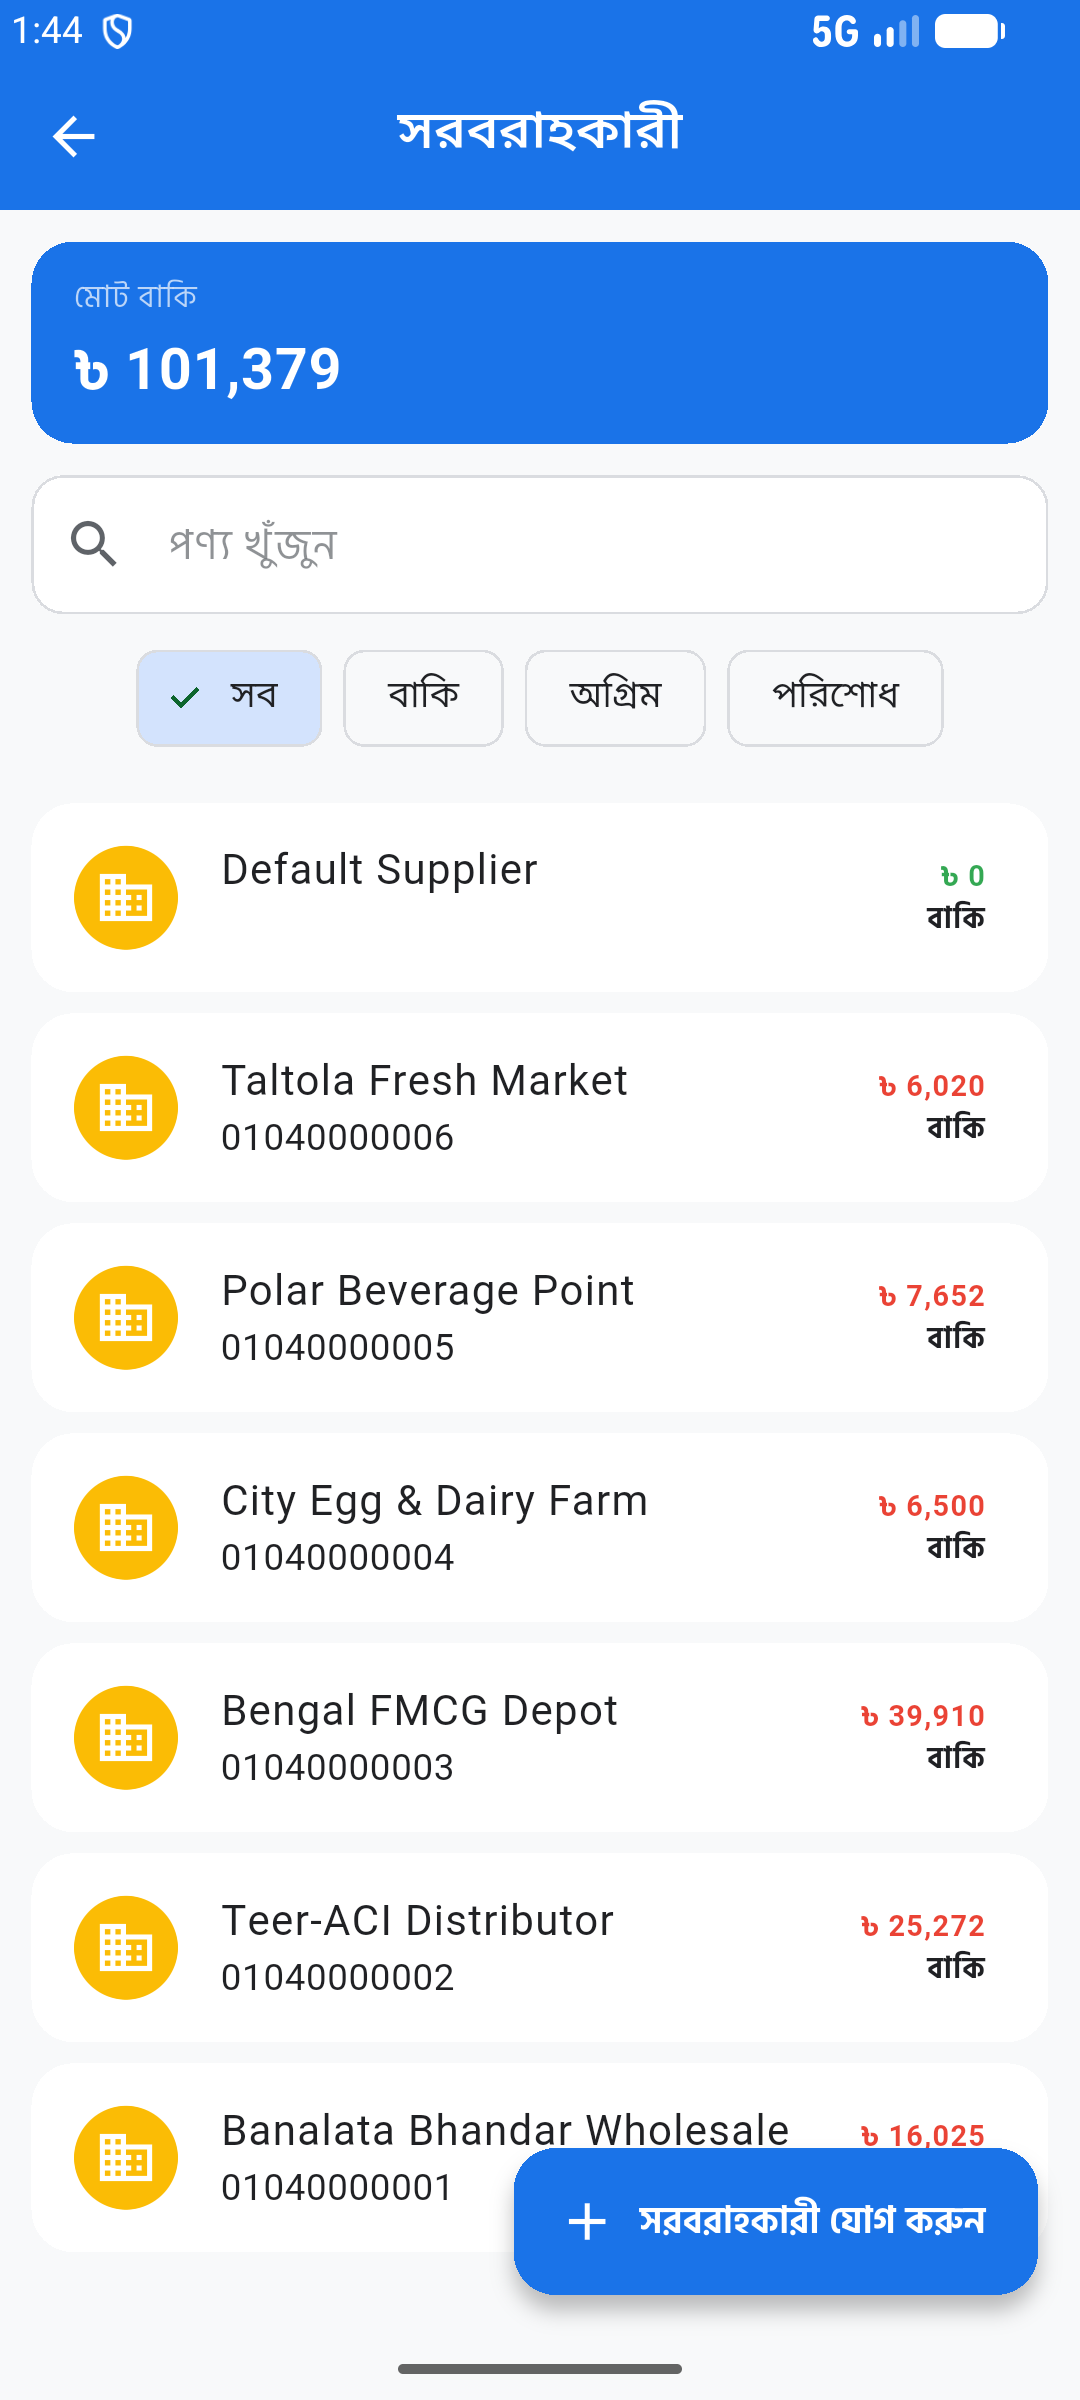 1:44 5G
সরবরাহকারী
মোট বাকি
৳ 101,379
পণ্য খুঁজুন
সব বাকি অগ্রিম পরিশোধ
Default Supplier
৳ 0
বাকি
Taltola Fresh Market
01040000006
৳ 6,020
বাকি
Polar Beverage Point
01040000005
৳ 7,652
বাকি
City Egg & Dairy Farm
01040000004
৳ 6,500
বাকি
Bengal FMCG Depot
01040000003
৳ 39,910
বাকি
Teer-ACI Distributor
01040000002
৳ 25,272
বাকি
Banalata Bhandar Wholesale
01040000001
৳ 16,025
সরবরাহকারী যোগ করুন